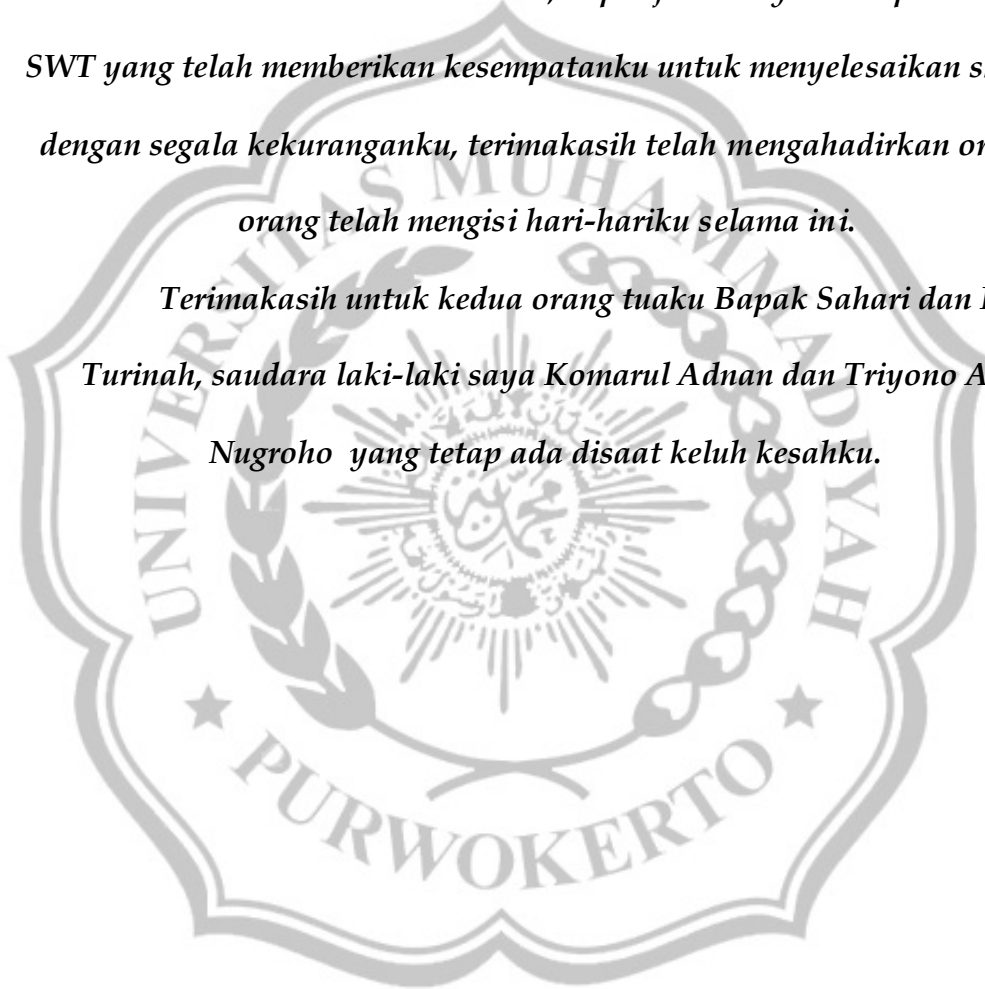 SWT yang telah memberikan kesempatanku untuk menyelesaikan
dengan segala kekuranganku, terimakasih telah mengahadirkan
orang telah mengisi hari-hariku selama ini.
Terimakasih untuk kedua orang tuaku Bapak Sahari dan
Turinah, saudara laki-laki saya Komarul Adnan dan Triyono
Nugroho yang tetap ada disaat keluh kesahku.
UNIVERSITAS MUHAMMADIYAH
PURWOKERTO